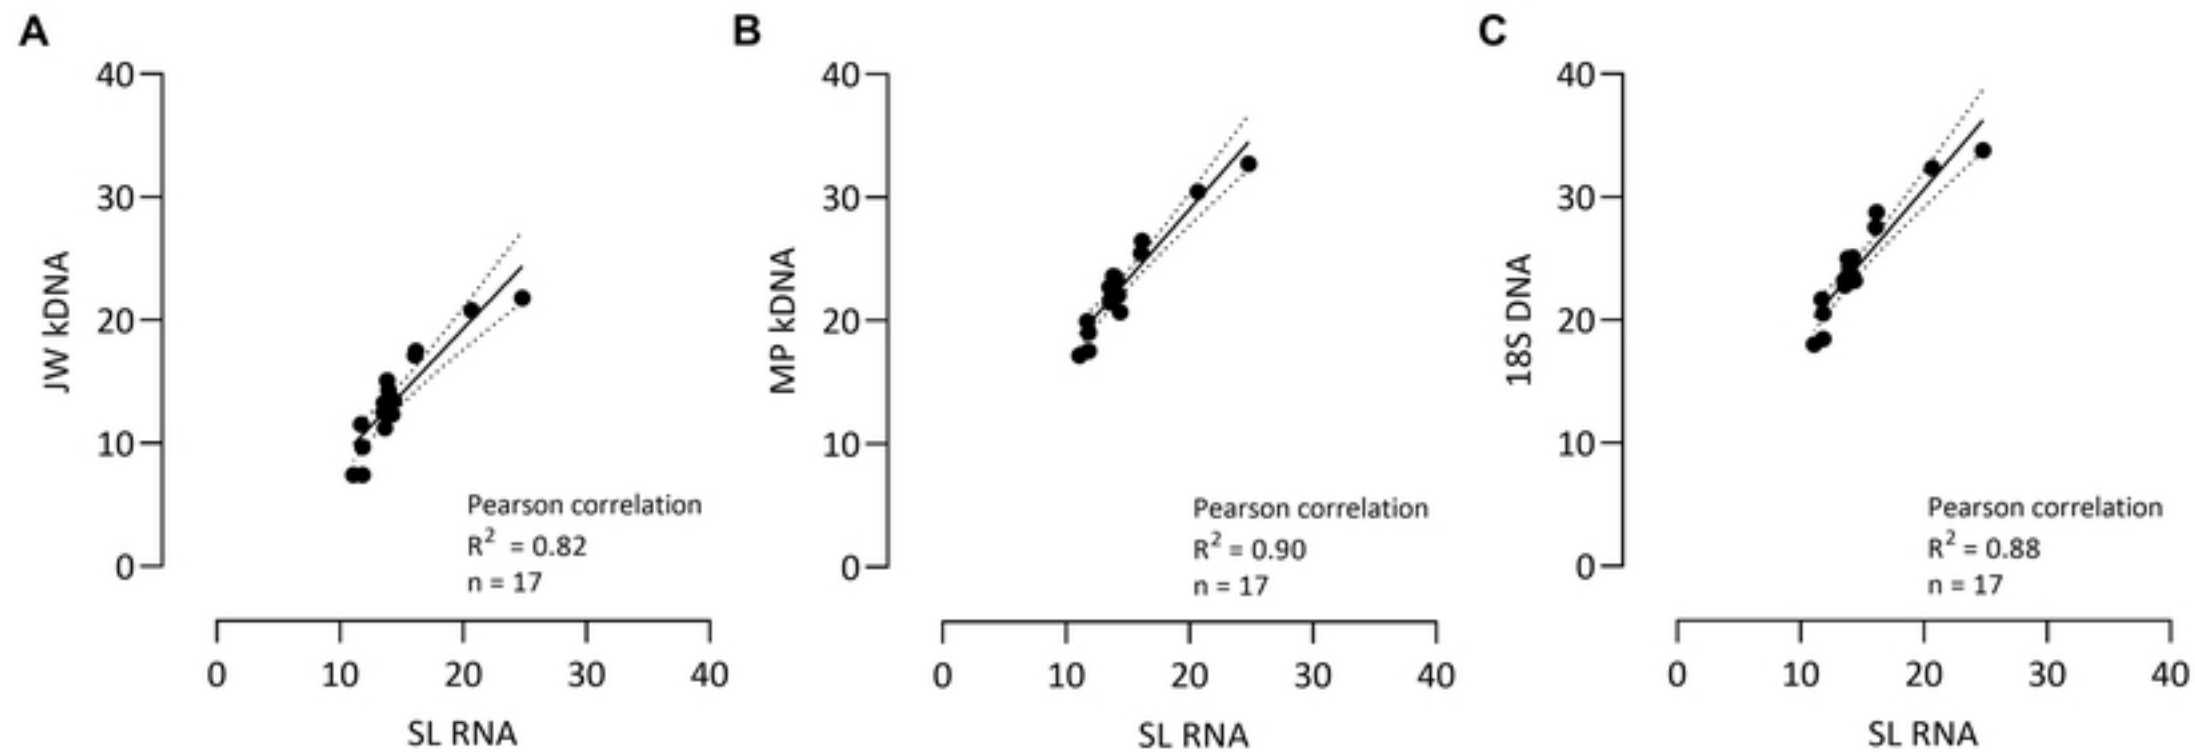 A
40
30
20
10
0
JW kDNA
Pearson correlation
R² = 0.82
n = 17
0 10 20 30 40
SL RNA
B
40
30
20
10
0
MP kDNA
Pearson correlation
R² = 0.90
n = 17
0 10 20 30 40
SL RNA
C
40
30
20
10
0
18S DNA
Pearson correlation
R² = 0.88
n = 17
0 10 20 30 40
SL RNA